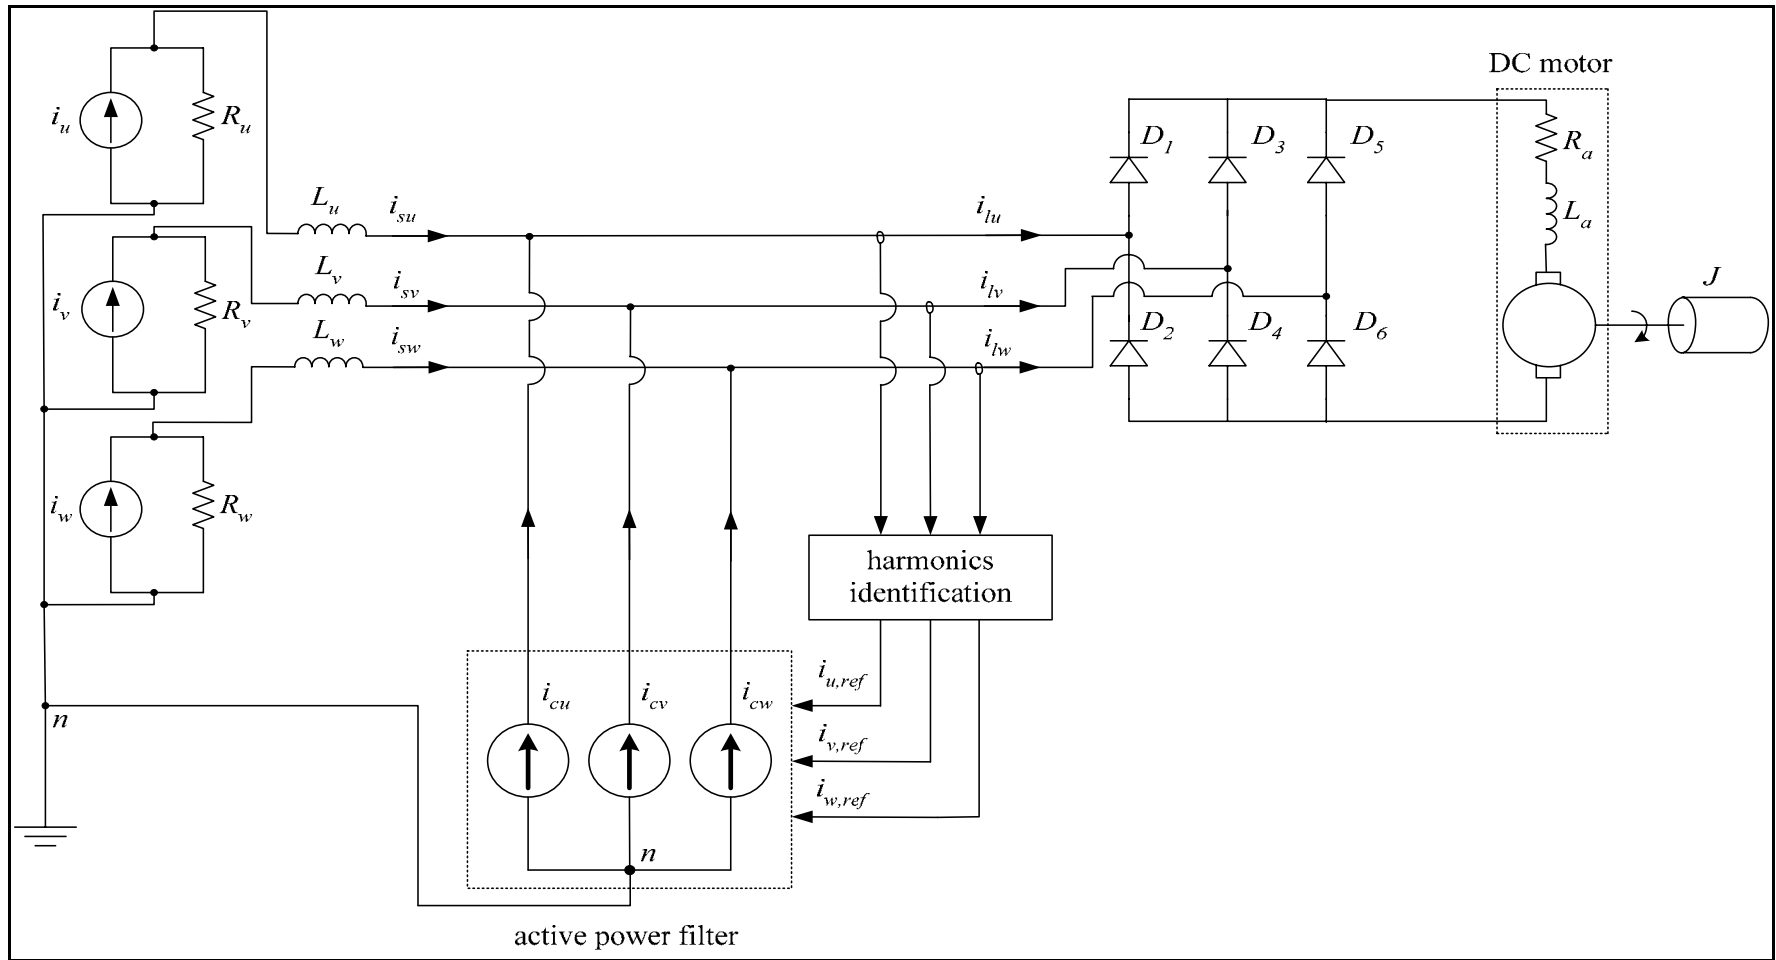 DC motor
i_u
R_u
D_1
D_3
D_5
R_a
L_u
i_su
i_lu
L_a
i_v
R_v
L_v
i_sv
i_lv
J
L_w
i_sw
i_lw
D_2
D_4
D_6
i_w
R_w
harmonics
identification
i_u,ref
i_cu
i_cv
i_cw
n
i_v,ref
i_w,ref
n
active power filter